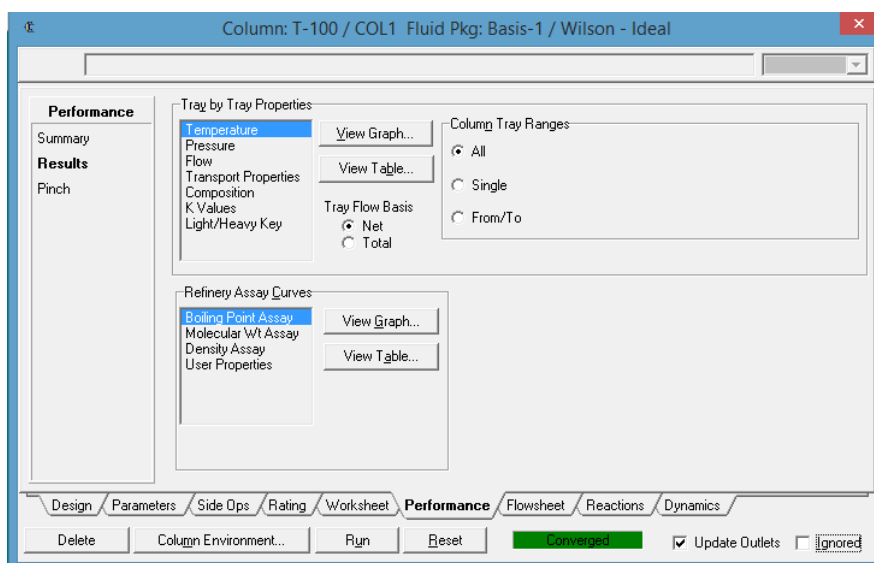 Column: T-100 / COL1 Fluid Pkg: Basis-1 / Wilson - Ideal
Performance
Summary
Results
Pinch
Tray by Tray Properties
Temperature
Pressure
Flow
Transport Properties
Composition
K Values
Light/Heavy Key
View Graph...
View Table...
Tray Flow Basis
Net
Total
Column Tray Ranges
All
Single
From/To
Refinery Assay Curves
Boiling Point Assay
Molecular Wt Assay
Density Assay
User Properties
View Graph...
View Table...
Design Parameters Side Ops Rating Worksheet Performance Flowsheet Reactions Dynamics
Delete Column Environment... Run Reset Converged Update Outlets Ignored